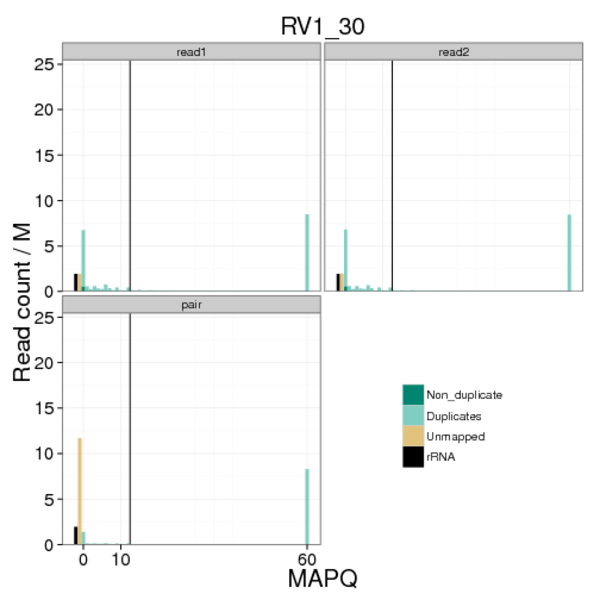 RV1_30
read1
read2
25
20
15
10
5
0
pair
25
20
15
10
5
0
Read count / M
0 10 60
MAPQ
Non_duplicate
Duplicates
Unmapped
rRNA